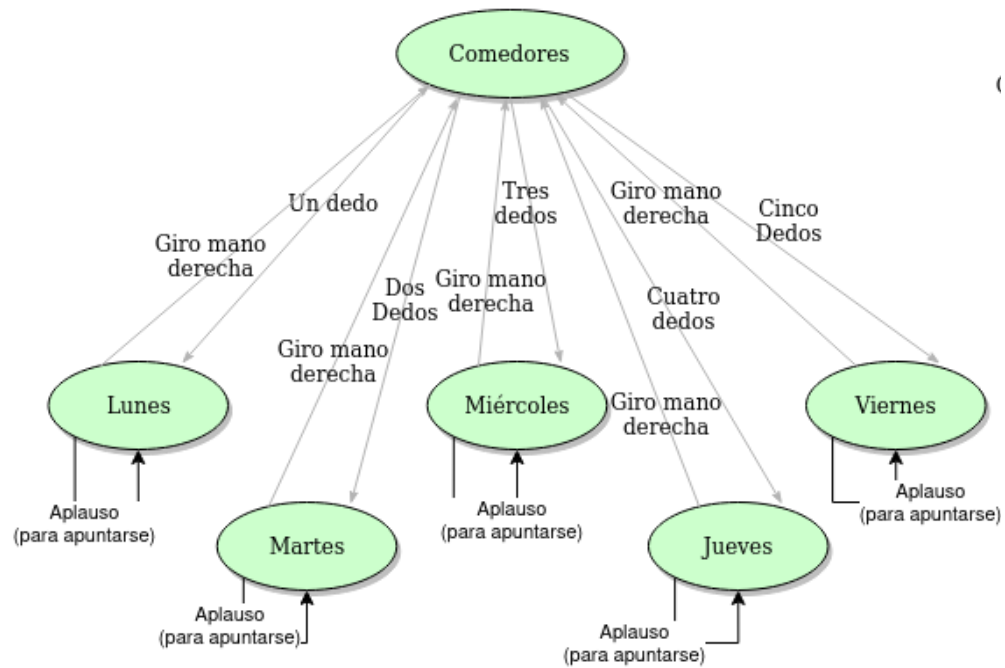 Comedores
Un dedo
Giro mano
derecha
Dos
Dedos
Giro mano
derecha
Tres
dedos
Giro mano
derecha
Cuatro
dedos
Giro mano
derecha
Giro mano
derecha
Cinco
Dedos
Lunes
Miércoles
Viernes
Aplauso
(para apuntarse)
Aplauso
(para apuntarse)
Aplauso
(para apuntarse)
Martes
Jueves
Aplauso
(para apuntarse)
Aplauso
(para apuntarse)